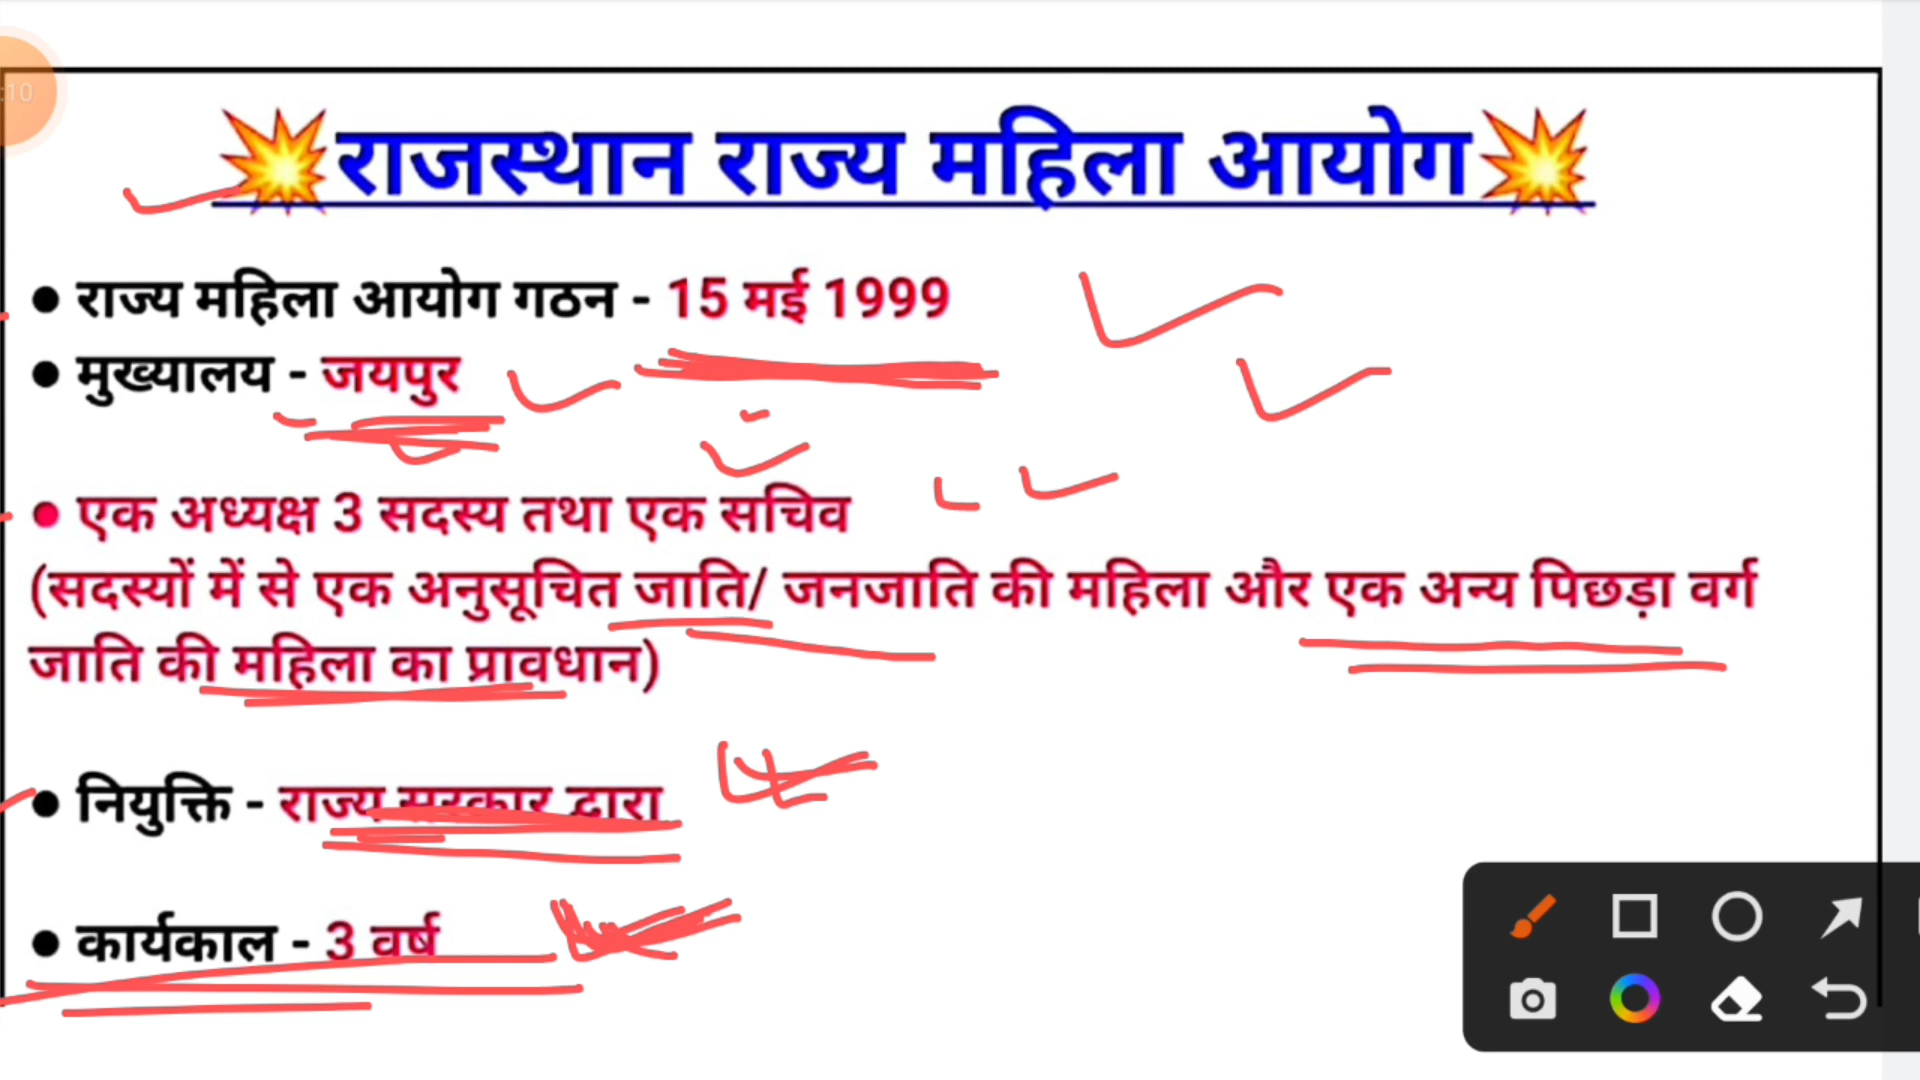 :10
💥राजस्थान राज्य महिला आयोग💥
● राज्य महिला आयोग गठन - 15 मई 1999
● मुख्यालय - जयपुर
● एक अध्यक्ष 3 सदस्य तथा एक सचिव
(सदस्यों में से एक अनुसूचित जाति/ जनजाति की महिला और एक अन्य पिछड़ा वर्ग
जाति की महिला का प्रावधान)
● नियुक्ति - राज्य सरकार द्वारा
● कार्यकाल - 3 वर्ष